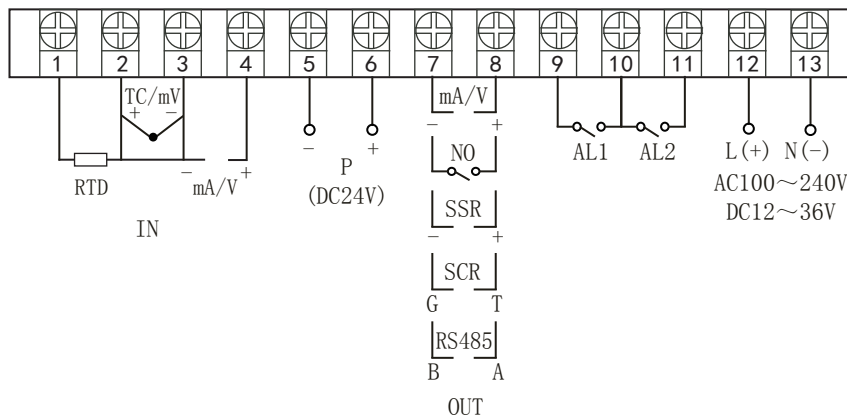 1 2 3 4 5 6 7 8 9 10 11 12 13
TC/mV
+ -
RTD
- mA/V +
IN
- +
P
(DC24V)
mA/V
- +
NO
SSR
- +
SCR
G T
RS485
B A
OUT
AL1 AL2
L(+) N(-)
AC100～240V
DC12～36V